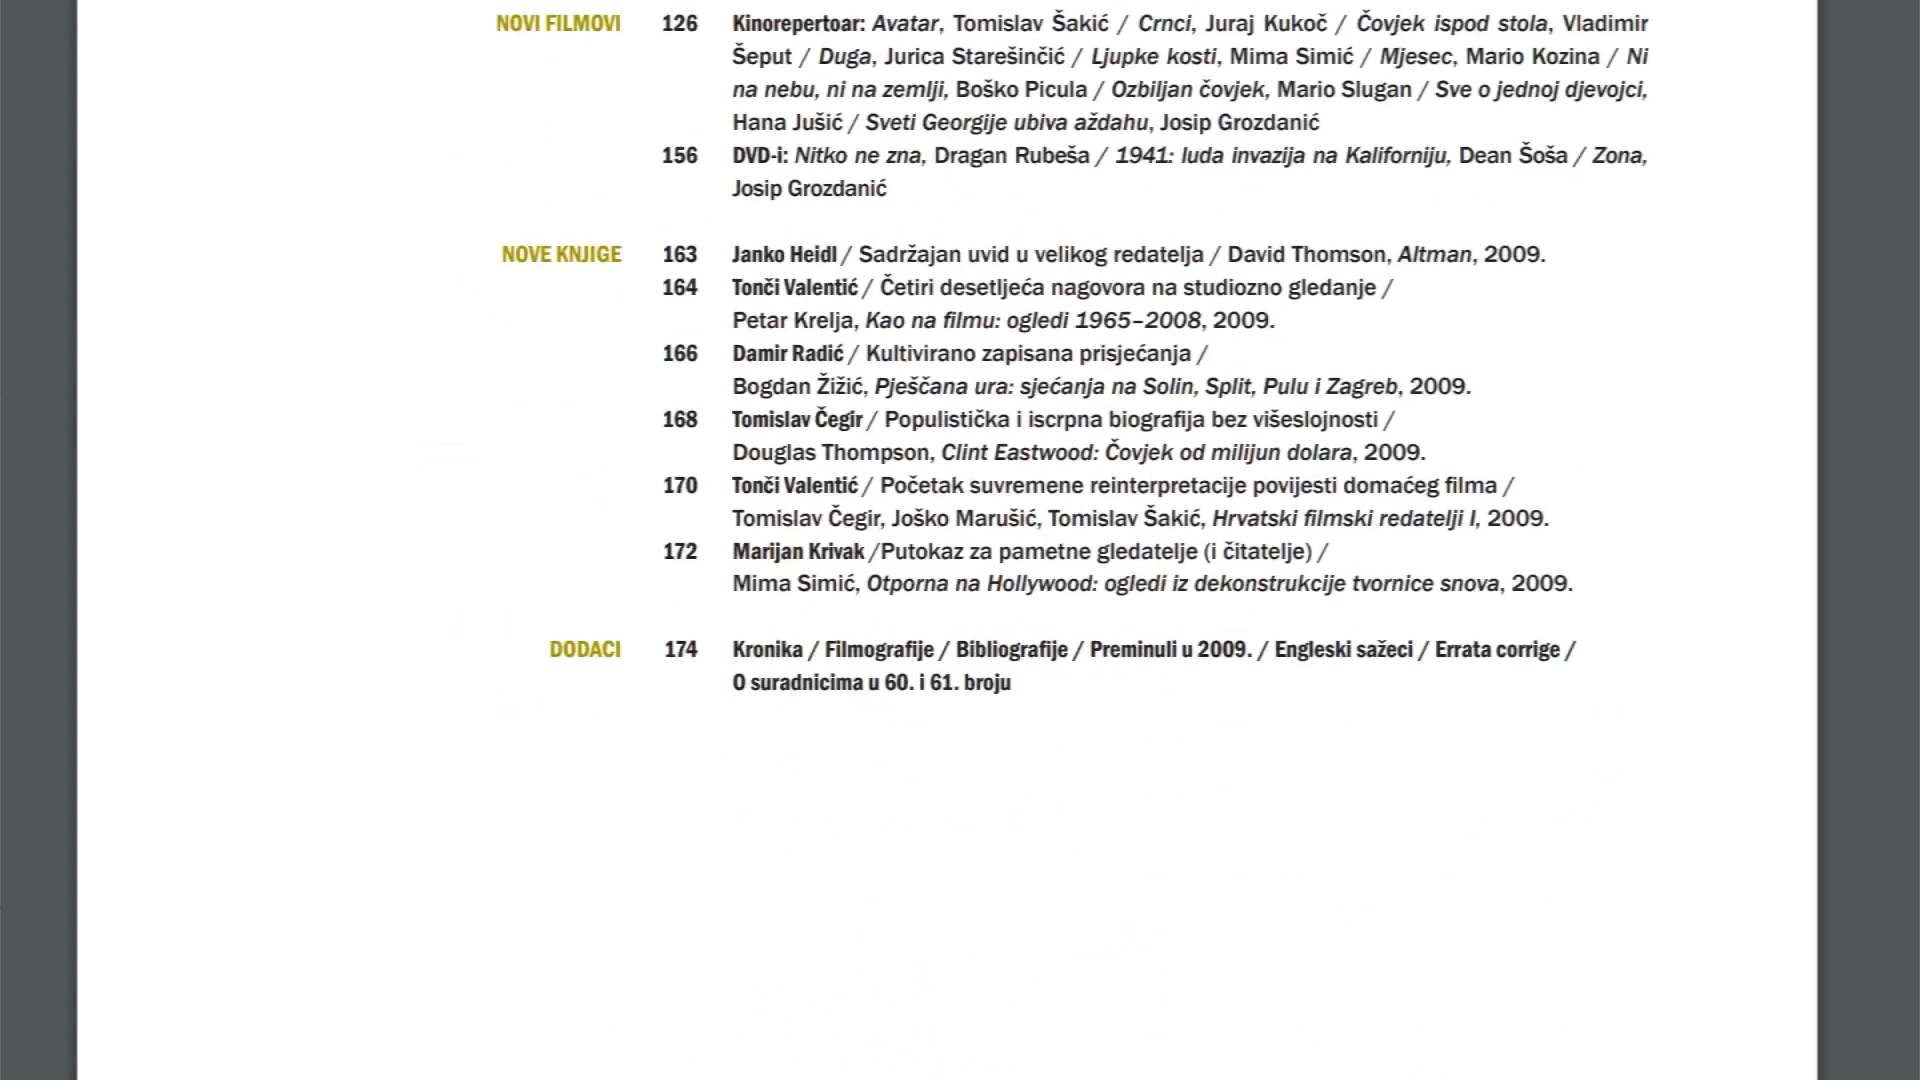 NOVI FILMOVI 126 Kinorepertoar: Avatar, Tomislav Šakić / Crnci, Juraj Kukoč / Čovjek ispod stola, Vladimir
Šeput / Duga, Jurica Starešinčić / Ljupke kosti, Mima Simić / Mjesec, Mario Kozina / Ni
na nebu, ni na zemlji, Boško Picula / Ozbiljan čovjek, Mario Slugan / Sve o jednoj djevojci,
Hana Jušić / Sveti Georgije ubiva aždahu, Josip Grozdanić
156 DVD-i: Nitko ne zna, Dragan Rubeša / 1941: luda invazija na Kaliforniju, Dean Šoša / Zona,
Josip Grozdanić
NOVE KNJIGE 163 Janko Heidl / Sadržajan uvid u velikog redatelja / David Thomson, Altman, 2009.
164 Tonči Valentić / Četiri desetljeća nagovora na studiozno gledanje /
Petar Krelja, Kao na filmu: ogledi 1965–2008, 2009.
166 Damir Radić / Kultivirano zapisana prisjećanja /
Bogdan Žižić, Pješčana ura: sjećanja na Solin, Split, Pulu i Zagreb, 2009.
168 Tomislav Čegir / Populistička i iscrpna biografija bez višeslojnosti /
Douglas Thompson, Clint Eastwood: Čovjek od milijun dolara, 2009.
170 Tonči Valentić / Početak suvremene reinterpretacije povijesti domaćeg filma /
Tomislav Čegir, Joško Marušić, Tomislav Šakić, Hrvatski filmski redatelji I, 2009.
172 Marijan Krivak /Putokaz za pametne gledatelje (i čitatelje) /
Mima Simić, Otporna na Hollywood: ogledi iz dekonstrukcije tvornice snova, 2009.
DODACI 174 Kronika / Filmografije / Bibliografije / Preminuli u 2009. / Engleski sažeci / Errata corrige /
O suradnicima u 60. i 61. broju